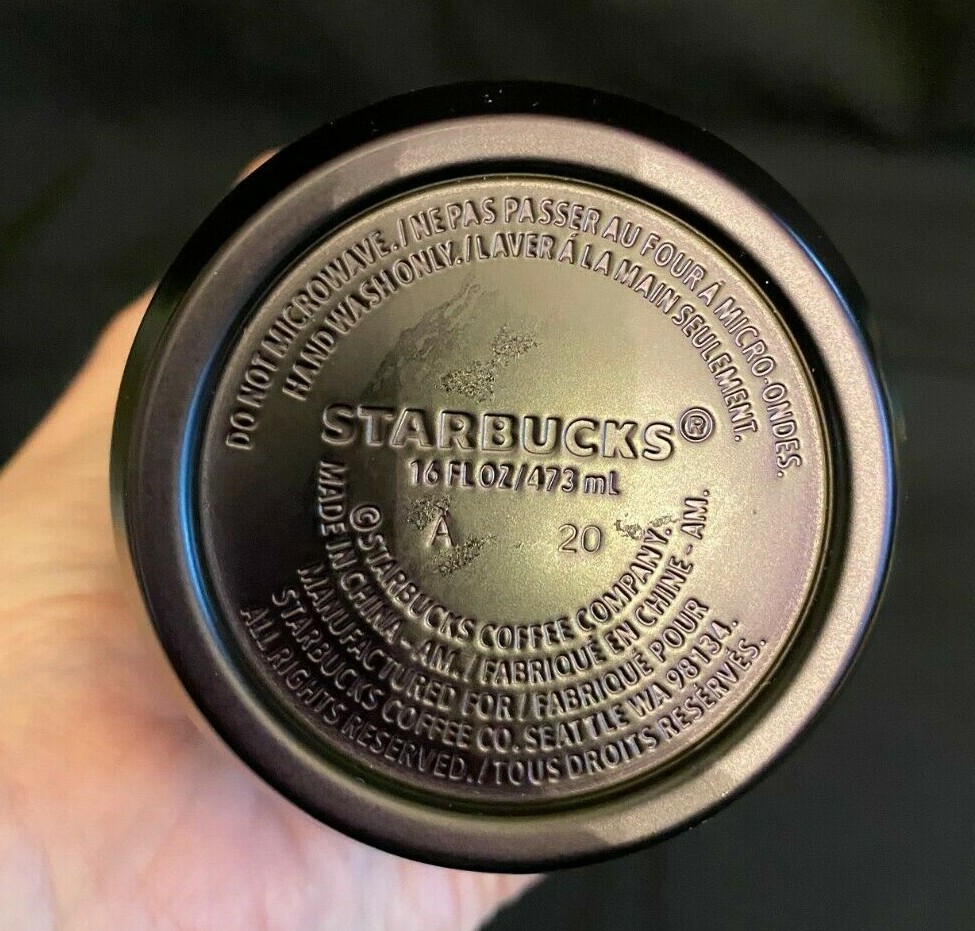 DO NOT MICROWAVE./NE PAS PASSER AU FOUR À MICRO-ONDES.
HAND WASH ONLY./LAVER Á LA MAIN SEULEMENT.
STARBUCKS®
16 FL OZ/473 mL
A 20
©STARBUCKS COFFEE COMPANY.
MADE IN CHINA - AM./FABRIQUÉ EN CHINE - AM.
MANUFACTURED FOR/FABRIQUÉ POUR
STARBUCKS COFFEE CO. SEATTLE WA 98134.
ALL RIGHTS RESERVED./TOUS DROITS RESÉRVÉS.